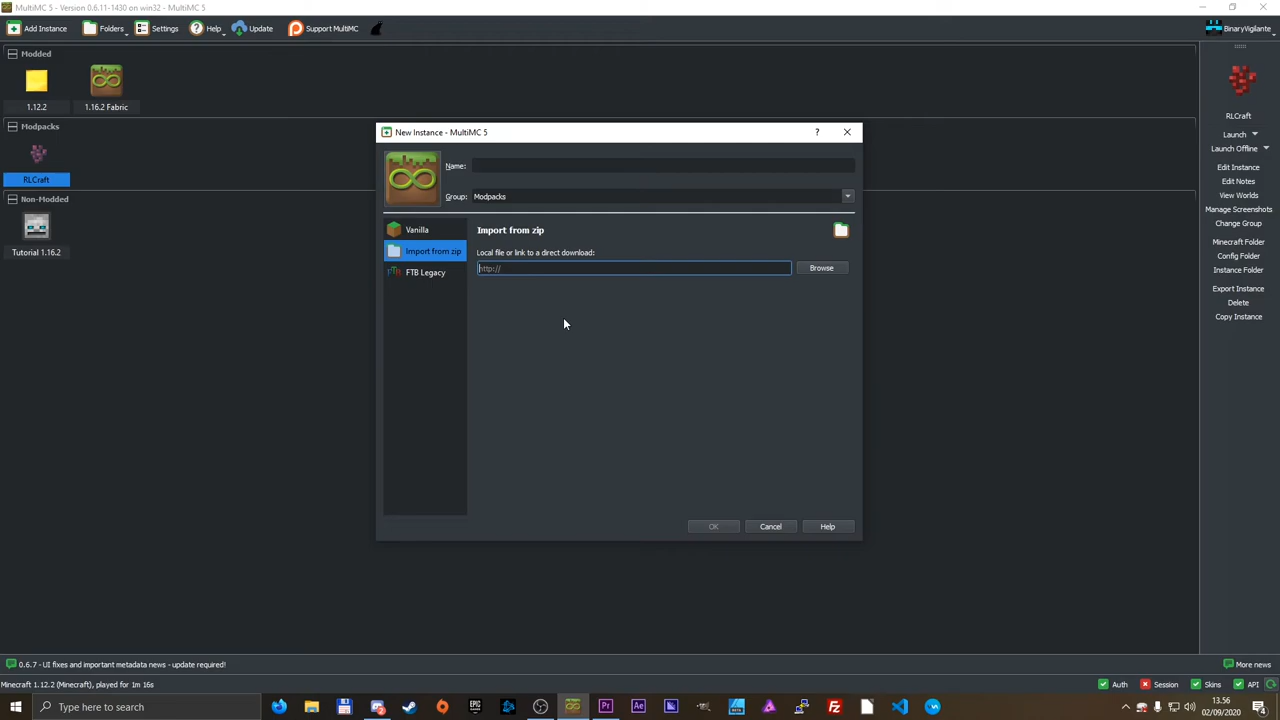 MultiMC 5 - Version 0.6.11-1430 on win32 - MultiMC 5
Add Instance Folders Settings Help Update Support MultiMC BinaryVigilante
Modded
1.12.2 1.16.2 Fabric
Modpacks
RLCraft
Non-Modded
Tutorial 1.16.2
New Instance - MultiMC 5
?
Name:
Group: Modpacks
Vanilla
Import from zip
FTB Legacy
Import from zip
Local file or link to a direct download:
http:// Browse
OK Cancel Help
RLCraft
Launch
Launch Offline
Edit Instance
Edit Notes
View Worlds
Manage Screenshots
Change Group
Minecraft Folder
Config Folder
Instance Folder
Export Instance
Delete
Copy Instance
0.6.7 - UI fixes and important metadata news - update required! More news
Minecraft 1.12.2 (Minecraft), played for 1m 16s Auth Session Skins API
Type here to search
EPIC
Pr
Ae
BETA
Fz
13.56
02/09/2020